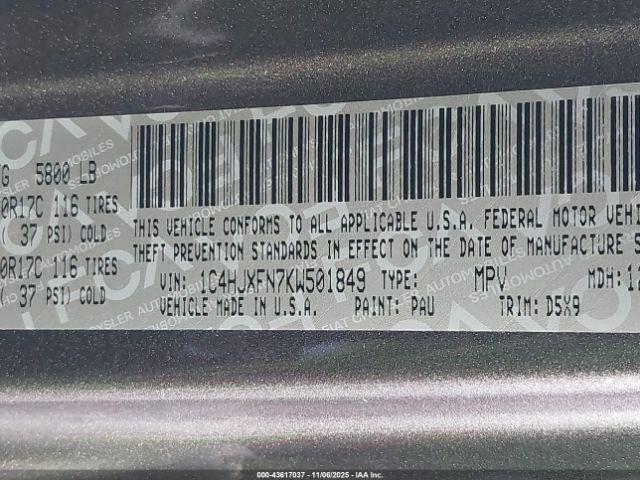 G 5800 LB
0R17C 116 TIRES
( 37 PSI) COLD
0R17C 116 TIRES
37 PSI) COLD
THIS VEHICLE CONFORMS TO ALL APPLICABLE U.S.A. FEDERAL MOTOR VEHI
THEFT PREVENTION STANDARDS IN EFFECT ON THE DATE OF MANUFACTURE S
VIN: 1C4HJXFN7KW501849 TYPE: MPV MDH: 12
VEHICLE MADE IN U.S.A. PAINT: PAU TRIM: D5X9
000-43617037 - 11/06/2025 - IAA Inc.